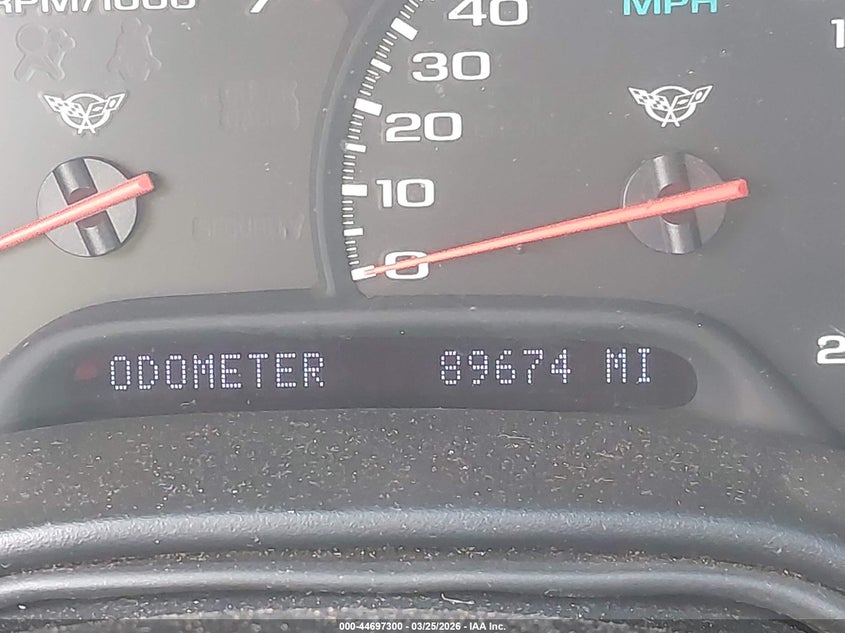 RPM/1000 7
40 MPH
30
20
10
SECURITY
0
ODOMETER 89674 MI
000-44697300 - 03/25/2026 - IAA Inc.